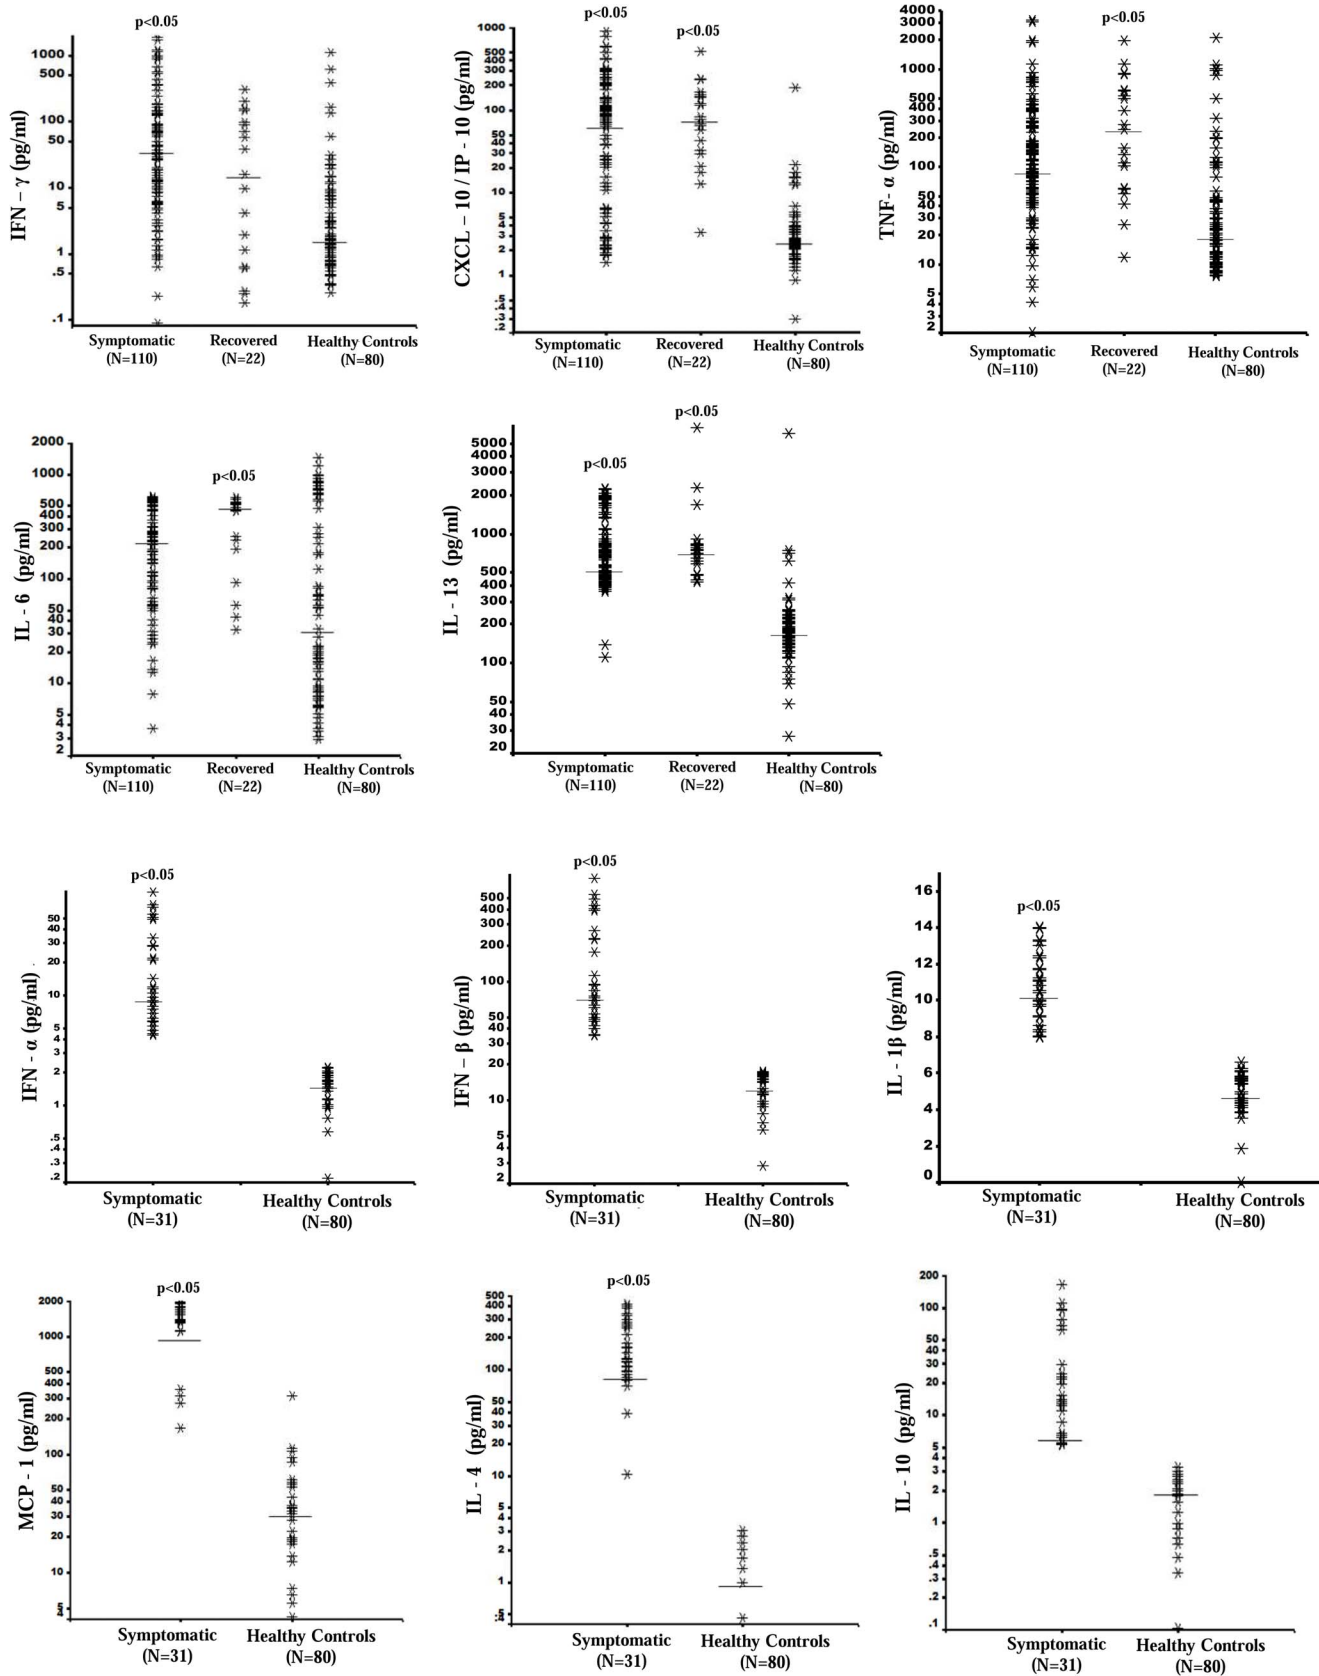 p<0.05
IFN – γ (pg/ml)
1000
500
100
50
10
5
1
.5
.1
Symptomatic
(N=110)
Recovered
(N=22)
Healthy Controls
(N=80)
p<0.05
p<0.05
CXCL – 10 / IP - 10 (pg/ml)
1000
500
400
300
200
100
50
40
30
20
10
5
3
2
1
.5
.3
.2
Symptomatic
(N=110)
Recovered
(N=22)
Healthy Controls
(N=80)
p<0.05
TNF- α (pg/ml)
4000
3000
2000
1000
500
400
300
200
100
50
40
30
20
10
5
4
3
2
Symptomatic
(N=110)
Recovered
(N=22)
Healthy Controls
(N=80)
p<0.05
IL - 6 (pg/ml)
2000
1000
500
400
300
200
100
50
40
30
20
10
5
4
3
2
Symptomatic
(N=110)
Recovered
(N=22)
Healthy Controls
(N=80)
p<0.05
p<0.05
IL - 13 (pg/ml)
5000
4000
3000
2000
1000
500
400
300
200
100
50
40
30
20
Symptomatic
(N=110)
Recovered
(N=22)
Healthy Controls
(N=80)
p<0.05
IFN - α (pg/ml)
50
40
30
20
10
5
4
3
2
1
.5
.4
.3
.2
Symptomatic
(N=31)
Healthy Controls
(N=80)
p<0.05
IFN – β (pg/ml)
500
400
300
200
100
50
40
30
20
10
5
4
3
2
Symptomatic
(N=31)
Healthy Controls
(N=80)
p<0.05
IL - 1β (pg/ml)
16
14
12
10
8
6
4
2
0
Symptomatic
(N=31)
Healthy Controls
(N=80)
p<0.05
MCP - 1 (pg/ml)
2000
1000
500
400
300
200
100
50
40
30
20
10
5
4
Symptomatic
(N=31)
Healthy Controls
(N=80)
p<0.05
IL - 4 (pg/ml)
500
400
300
200
100
50
40
30
20
10
5
4
3
2
1
Symptomatic
(N=31)
Healthy Controls
(N=80)
IL - 10 (pg/ml)
200
100
50
40
30
20
10
5
4
3
2
1
.5
.4
.3
.2
.1
Symptomatic
(N=31)
Healthy Controls
(N=80)